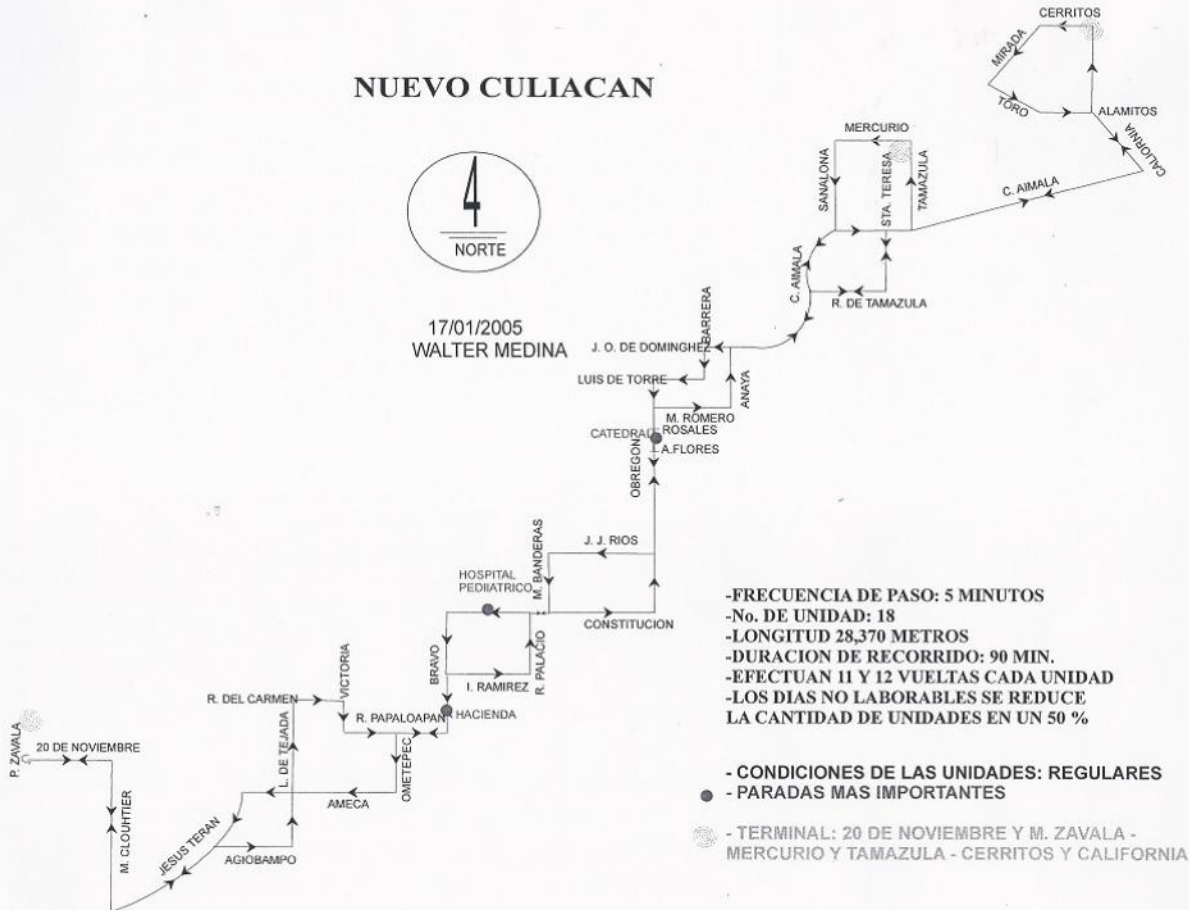 CERRITOS
MIRADA
NUEVO CULIACAN
TORO
ALAMITOS
CALIORNIA
MERCURIO
SANALONA
STA. TERESA
TAMAZULA
C. AIMALA
NORTE
C. AIMALA
R. DE TAMAZULA
17/01/2005
WALTER MEDINA
BARRERA
J. O. DE DOMINGHEZ
LUIS DE TORRE
ANAYA
M. ROMERO
CATEDRAL
ROSALES
A.FLORES
OBREGON
J. J. RIOS
M. BANDERAS
HOSPITAL
PEDIIATRICO
CONSTITUCION
BRAVO
R. PALACIO
I. RAMIREZ
-FRECUENCIA DE PASO: 5 MINUTOS
-No. DE UNIDAD: 18
-LONGITUD 28,370 METROS
-DURACION DE RECORRIDO: 90 MIN.
-EFECTUAN 11 Y 12 VUELTAS CADA UNIDAD
-LOS DIAS NO LABORABLES SE REDUCE
LA CANTIDAD DE UNIDADES EN UN 50 %
VICTORIA
R. DEL CARMEN
R. PAPALOAPAN
HACIENDA
P. ZAVALA
20 DE NOVIEMBRE
L. DE TEJADA
OMETEPEC
AMECA
M. CLOUHTIER
JESUS TERAN
AGIOBAMPO
- CONDICIONES DE LAS UNIDADES: REGULARES
- PARADAS MAS IMPORTANTES
- TERMINAL: 20 DE NOVIEMBRE Y M. ZAVALA -
MERCURIO Y TAMAZULA - CERRITOS Y CALIFORNIA